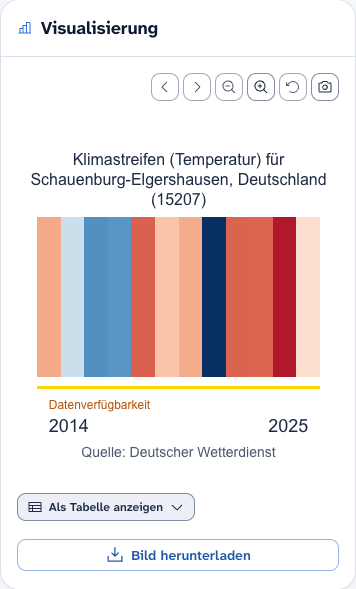 Visualisierung
Klimastreifen (Temperatur) für
Schauenburg-Elgershausen, Deutschland
(15207)
Datenverfügbarkeit
2014 2025
Quelle: Deutscher Wetterdienst
Als Tabelle anzeigen
Bild herunterladen